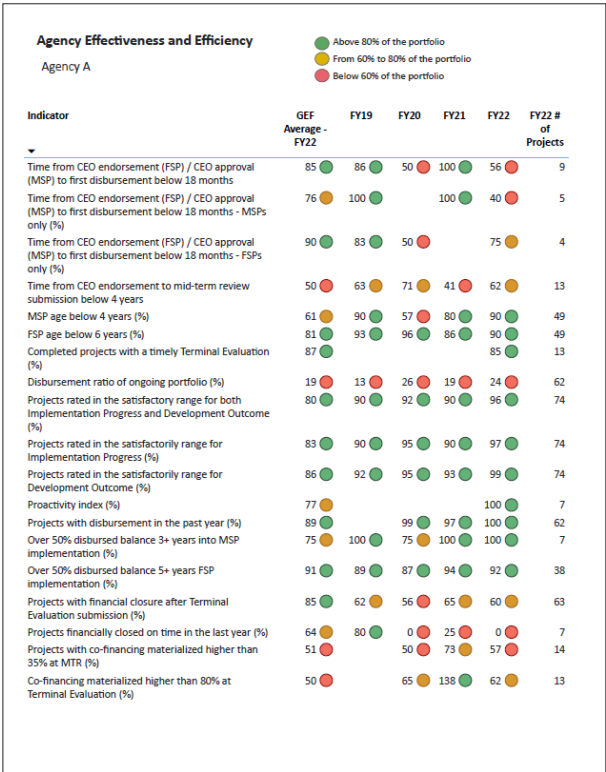 Agency Effectiveness and Efficiency
Agency A
Above 80% of the portfolio
From 60% to 80% of the portfolio
Below 60% of the portfolio
Indicator GEF Average - FY22 FY19 FY20 FY21 FY22 FY22 # of Projects
Time from CEO endorsement (FSP) / CEO approval 85 86 50 100 56 9
(MSP) to first disbursement below 18 months
Time from CEO endorsement (FSP) / CEO approval 76 100 100 40 5
(MSP) to first disbursement below 18 months - MSPs
only (%)
Time from CEO endorsement (FSP) / CEO approval 90 83 50 75 4
(MSP) to first disbursement below 18 months - FSPs
only (%)
Time from CEO endorsement to mid-term review 50 63 71 41 62 13
submission below 4 years
MSP age below 4 years (%) 61 90 57 80 90 49
FSP age below 6 years (%) 81 93 96 86 90 49
Completed projects with a timely Terminal Evaluation 87 85 13
(%)
Disbursement ratio of ongoing portfolio (%) 19 13 26 19 24 62
Projects rated in the satisfactory range for both 80 90 92 90 96 74
Implementation Progress and Development Outcome
(%)
Projects rated in the satisfactorily range for 83 90 95 90 97 74
Implementation Progress (%)
Projects rated in the satisfactorily range for 86 92 95 93 99 74
Development Outcome (%)
Proactivity index (%) 77 100 7
Projects with disbursement in the past year (%) 89 99 97 100 62
Over 50% disbursed balance 3+ years into MSP 75 100 75 100 100 7
implementation (%)
Over 50% disbursed balance 5+ years FSP 91 89 87 94 92 38
implementation (%)
Projects with financial closure after Terminal 85 62 56 65 60 63
Evaluation submission (%)
Projects financially closed on time in the last year (%) 64 80 0 25 0 7
Projects with co-financing materialized higher than 51 50 73 57 14
35% at MTR (%)
Co-financing materialized higher than 80% at 50 65 138 62 13
Terminal Evaluation (%)